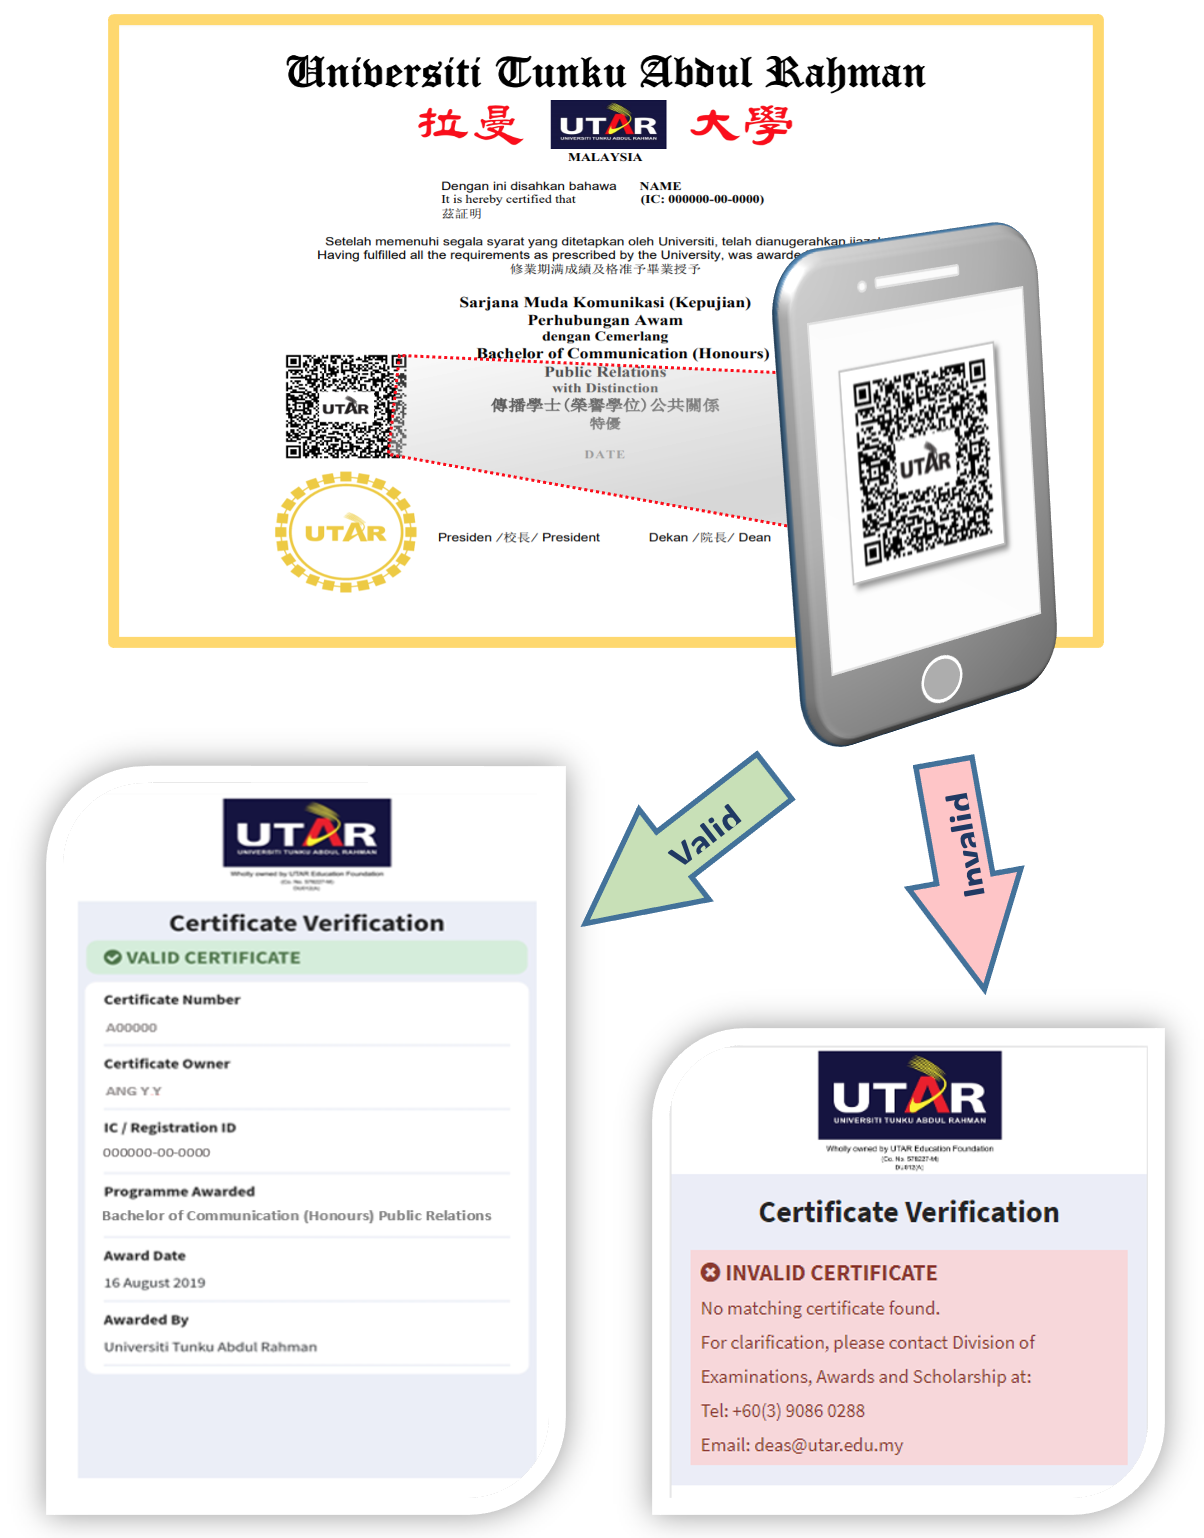 Universiti Tunku Abdul Rahman
拉曼 UTAR 大學
UNIVERSITI TUNKU ABDUL RAHMAN
MALAYSIA
Dengan ini disahkan bahawa NAME
It is hereby certified that (IC: 000000-00-0000)
茲証明
Setelah memenuhi segala syarat yang ditetapkan oleh Universiti, telah dianugerahkan
Having fulfilled all the requirements as prescribed by the University, was awarde
修業期满成績及格准予畢業授予
Sarjana Muda Komunikasi (Kepujian)
Perhubungan Awam
dengan Cemerlang
Bachelor of Communication (Honours)
Public Relations
with Distinction
傳播學士(榮譽學位)公共關係
特優
DATE
UTAR
UTAR
Presiden /校長/ President Dekan /院長/ Dean
UTAR
Valid
Invalid
UTAR
UNIVERSITI TUNKU ABDUL RAHMAN
Wholly owned by UTAR Education Foundation
(Co. No. 578227-M)
DU012(A)
Certificate Verification
VALID CERTIFICATE
Certificate Number
A00000
Certificate Owner
ANG Y.Y
IC / Registration ID
000000-00-0000
Programme Awarded
Bachelor of Communication (Honours) Public Relations
Award Date
16 August 2019
Awarded By
Universiti Tunku Abdul Rahman
UTAR
UNIVERSITI TUNKU ABDUL RAHMAN
Wholly owned by UTAR Education Foundation
(Co. No. 578227-M)
DU012(A)
Certificate Verification
INVALID CERTIFICATE
No matching certificate found.
For clarification, please contact Division of
Examinations, Awards and Scholarship at:
Tel: +60(3) 9086 0288
Email: deas@utar.edu.my